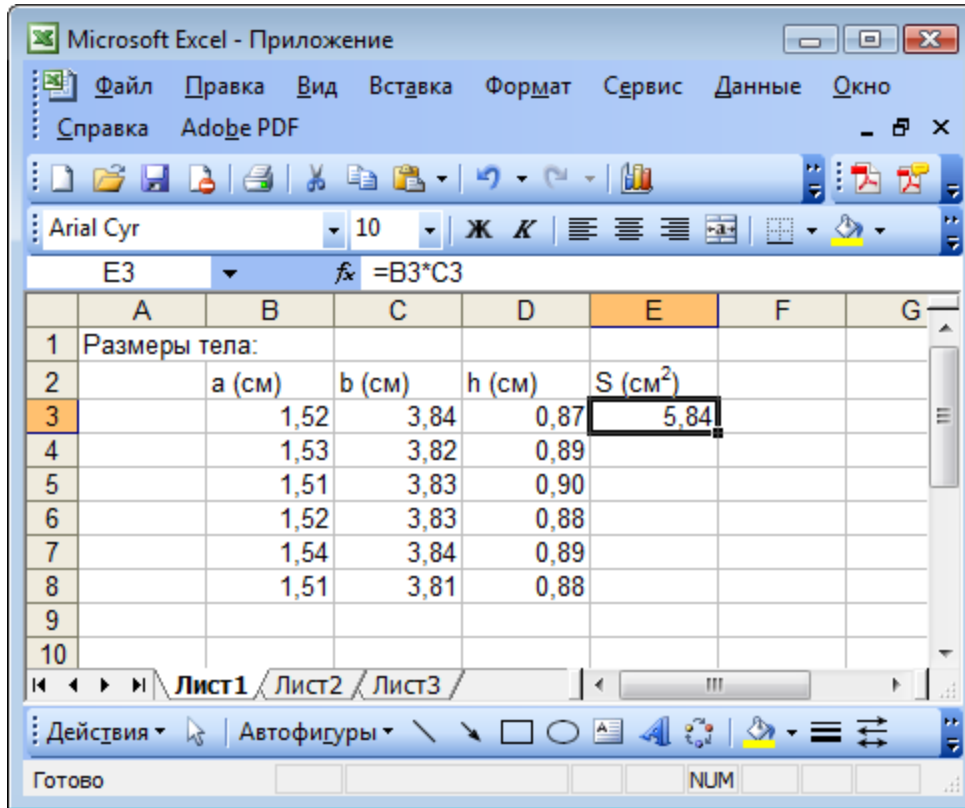 Microsoft Excel - Приложение
Файл Правка Вид Вставка Формат Сервис Данные Окно
Справка Adobe PDF
Arial Cyr 10 Ж К
E3 fx =B3*C3
A B C D E F G
1 Размеры тела:
2 a (см) b (см) h (см) S (см²)
3 1,52 3,84 0,87 5,84
4 1,53 3,82 0,89
5 1,51 3,83 0,90
6 1,52 3,83 0,88
7 1,54 3,84 0,89
8 1,51 3,81 0,88
9
10
Лист1 Лист2 Лист3
Действия Автофигуры
Готово NUM